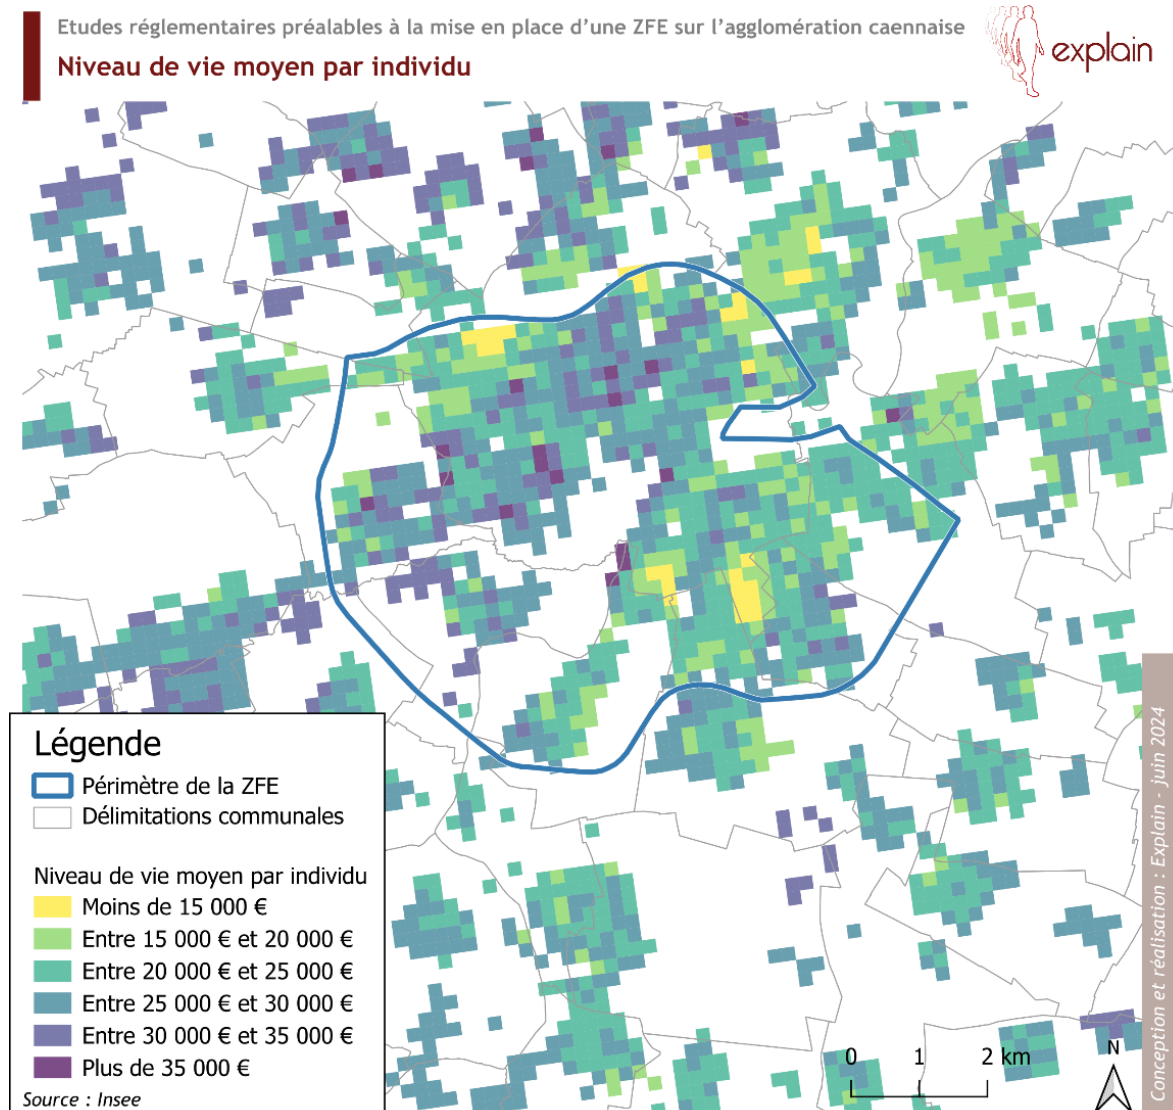 Etudes réglementaires préalables à la mise en place d'une ZFE sur l'agglomération caennaise
Niveau de vie moyen par individu
explain
Légende
Périmètre de la ZFE
Délimitations communales
Niveau de vie moyen par individu
Moins de 15 000 €
Entre 15 000 € et 20 000 €
Entre 20 000 € et 25 000 €
Entre 25 000 € et 30 000 €
Entre 30 000 € et 35 000 €
Plus de 35 000 €
Source : Insee
0 1 2 km
N
Conception et réalisation : Explain - juin 2024